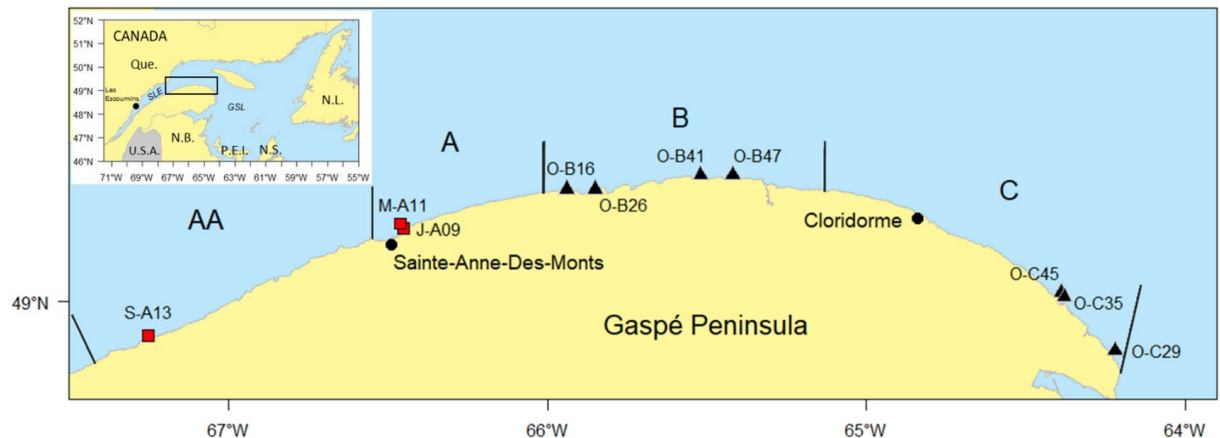 52°N
51°N
50°N
49°N
48°N
47°N
46°N
CANADA
Que.
Les
Escoumins
SLE
GSL
N.L.
N.B.
U.S.A.
P.E.I.
N.S.
71°W 69°W 67°W 65°W 63°W 61°W 59°W 57°W 55°W
AA
A
B
C
O-B16
O-B26
O-B41
O-B47
M-A11
J-A09
Sainte-Anne-Des-Monts
Cloridorme
S-A13
O-C45
O-C35
O-C29
49°N
Gaspé Peninsula
67°W 66°W 65°W 64°W